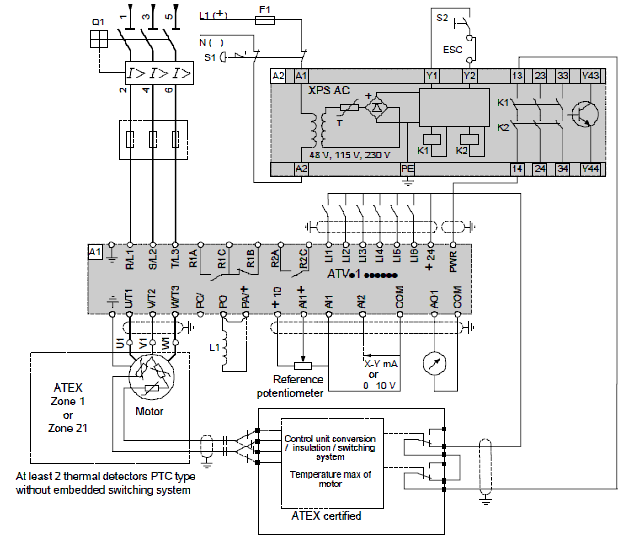 1 3 5
L1 (+) F1
Q1
N (-)
S1
S2
ESC
I> I> I>
2 4 6
A2 A1 Y1 Y2 13 23 33 Y43
XPS AC
T
+
K1
K2
K1 K2
48 V, 115 V, 230 V
A2 PE 14 24 34 Y44
A1
R/L1 S/L2 T/L3 R1A R1C R1B R2A R2C LI1 LI2 LI3 LI4 LI5 LI6 + 24 PWR
ATV•1 ••••••
U/T1 V/T2 W/T3 PC/ PO PA/+ + 10 AI1+ AI1 AI2 COM AO1 COM
U1 V1 W1
L1
X-Y mA
or
0 10 V
Reference
potentiometer
ATEX
Zone 1
or
Zone 21
Motor
At least 2 thermal detectors PTC type
without embedded switching system
Control unit conversion
/ insulation / switching
system
Temperature max of
motor
ATEX certified